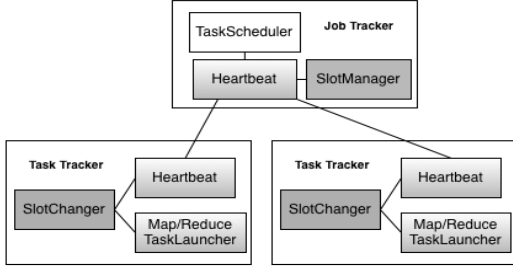 TaskScheduler
Job Tracker
Heartbeat
SlotManager
Task Tracker
Heartbeat
SlotChanger
Map/Reduce
TaskLauncher
Task Tracker
Heartbeat
SlotChanger
Map/Reduce
TaskLauncher